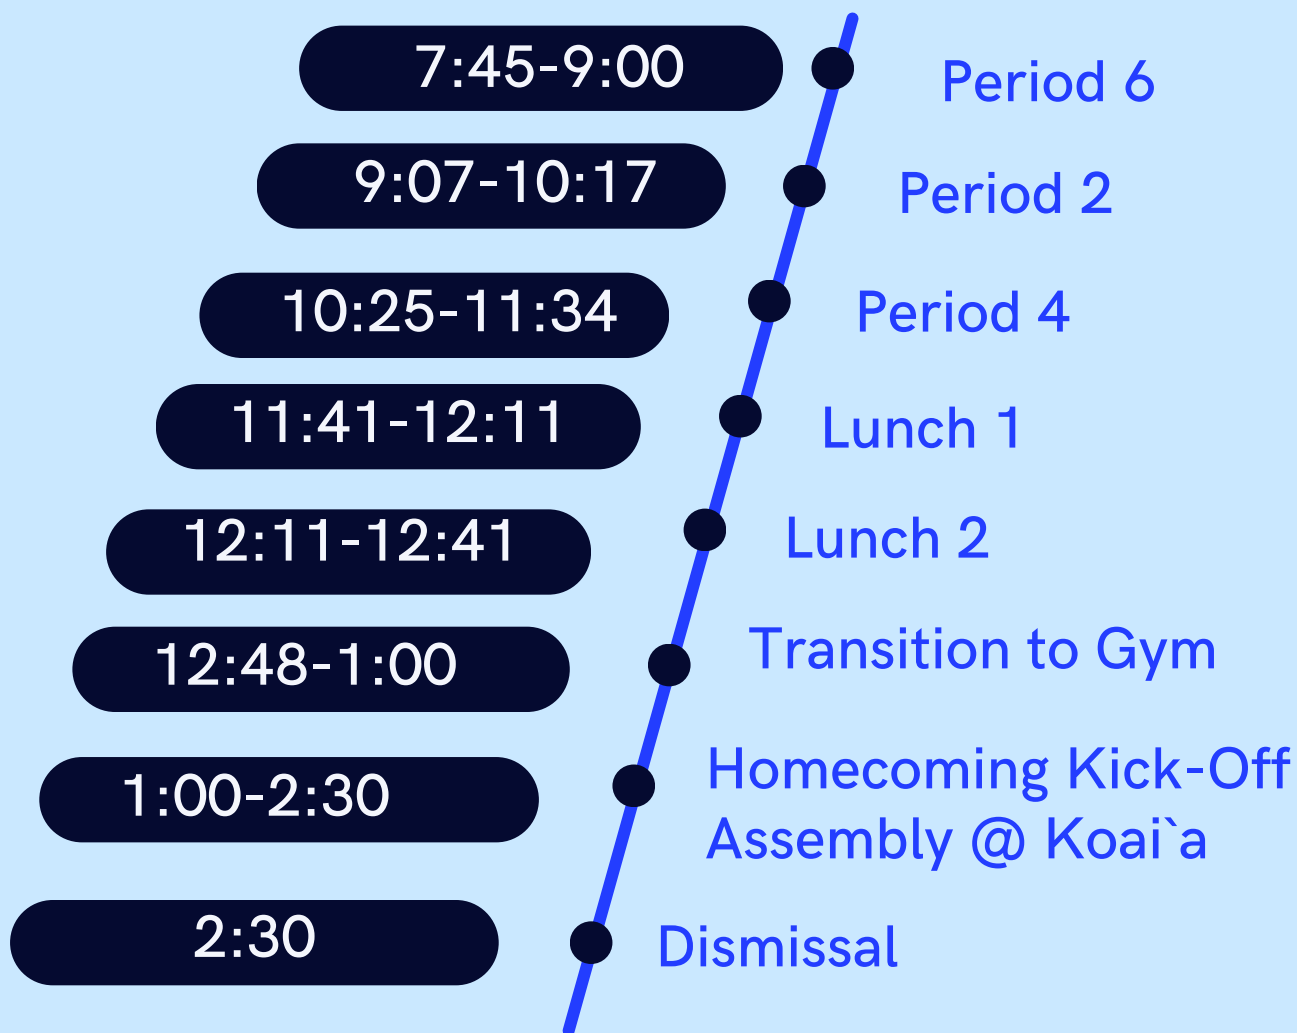 7:45-9:00
Period 6
9:07-10:17
Period 2
10:25-11:34
Period 4
11:41-12:11
Lunch 1
12:11-12:41
Lunch 2
12:48-1:00
Transition to Gym
1:00-2:30
Homecoming Kick-Off
Assembly @ Koai`a
2:30
Dismissal